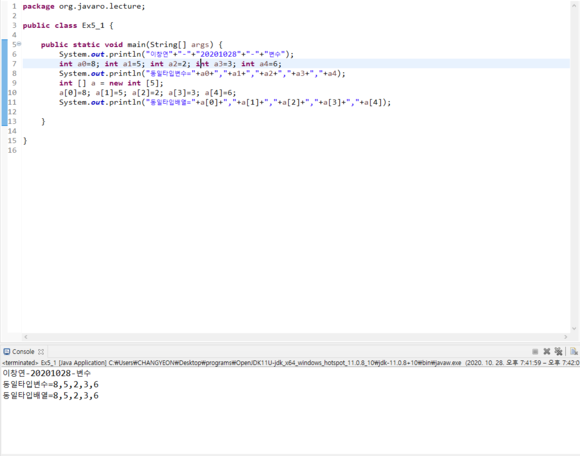 1 package org.javaro.lecture;
2
3 public class Ex5_1 {
4
5 public static void main(String[] args) {
6 System.out.println("이창연"+"-"+"20201028"+"-"+"변수");
7 int a0=8; int a1=5; int a2=2; int a3=3; int a4=6;
8 System.out.println("동일타입변수="+a0+","+a1+","+a2+","+a3+","+a4);
9 int [] a = new int [5];
10 a[0]=8; a[1]=5; a[2]=2; a[3]=3; a[4]=6;
11 System.out.println("동일타입배열="+a[0]+","+a[1]+","+a[2]+","+a[3]+","+a[4]);
12
13 }
14
15 }
16
Console
<terminated> Ex5_1 [Java Application] C:₩Users₩CHANGYEON₩Desktop₩programs₩OpenJDK11U-jdk_x64_windows_hotspot_11.0.8_10₩jdk-11.0.8+10₩bin₩javaw.exe (2020. 10. 28. 오후 7:41:59 – 오후 7:42:0
이창연-20201028-변수
동일타입변수=8,5,2,3,6
동일타입배열=8,5,2,3,6